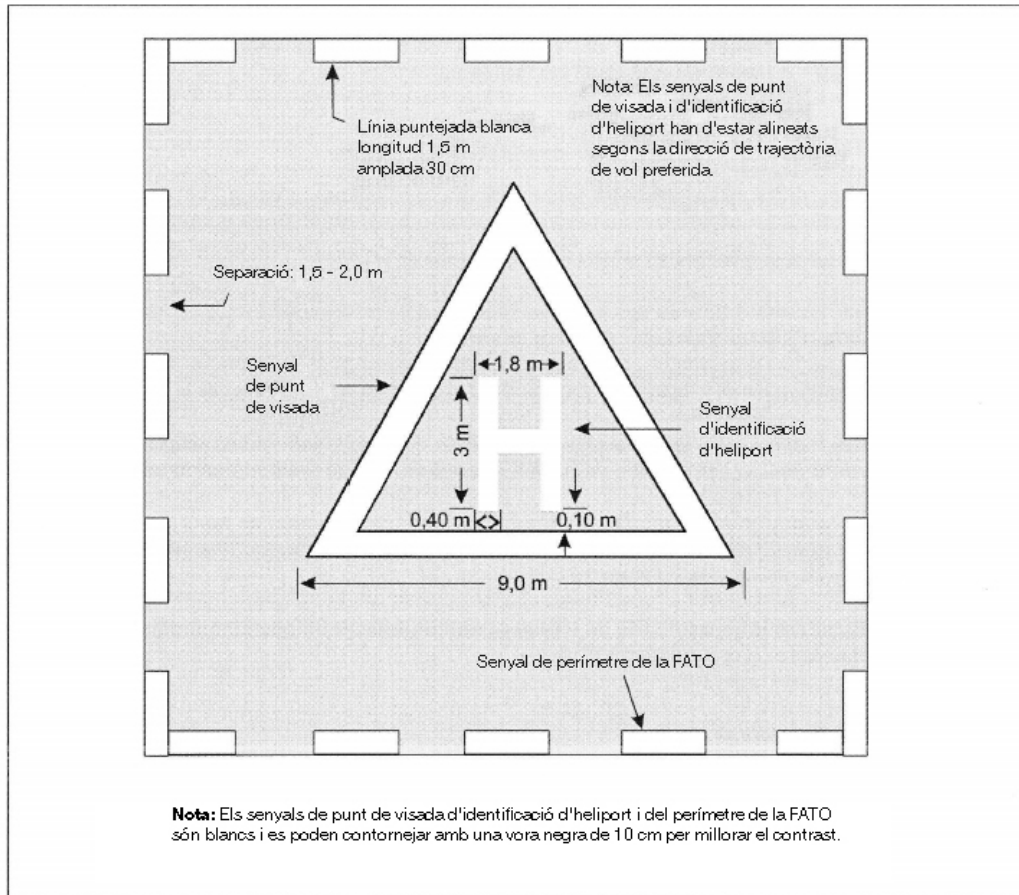 Nota: Els senyals de punt
de visada i d'identificació
d'heliport han d'estar alineats
segons la direcció de trajectòria
de vol preferida.
Línia puntejada blanca
longitud 1,5 m
amplada 30 cm
Separació: 1,5 - 2,0 m
Senyal
de punt
de visada
1,8 m
3 m
H
Senyal
d'identificació
d'heliport
0,40 m
0,10 m
9,0 m
Senyal de perímetre de la FATO
Nota: Els senyals de punt de visada d'identificació d'heliport i del perímetre de la FATO
són blancs i es poden contornejar amb una vora negra de 10 cm per millorar el contrast.